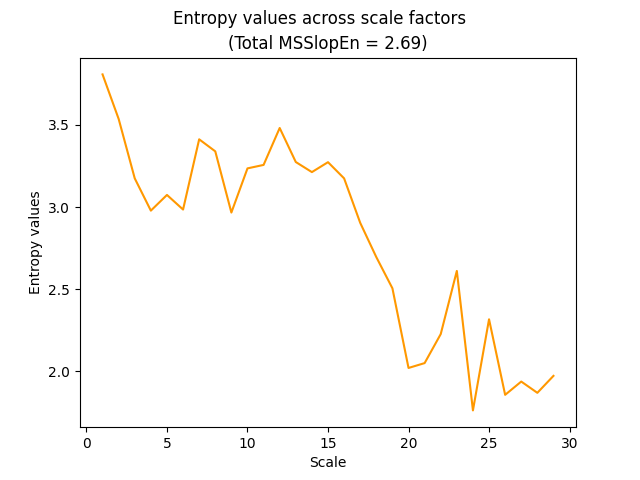 Entropy values across scale factors
(Total MSSlopEn = 2.69)
Entropy values
3.5
3.0
2.5
2.0
0 5 10 15 20 25 30
Scale